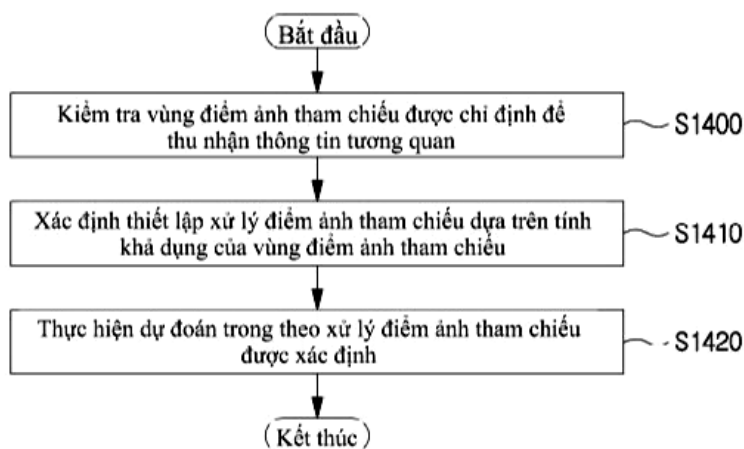 Bắt đầu
Kiểm tra vùng điểm ảnh tham chiếu được chỉ định để
thu nhận thông tin tương quan
S1400
Xác định thiết lập xử lý điểm ảnh tham chiếu dựa trên tính
khả dụng của vùng điểm ảnh tham chiếu
S1410
Thực hiện dự đoán trong theo xử lý điểm ảnh tham chiếu
được xác định
S1420
Kết thúc